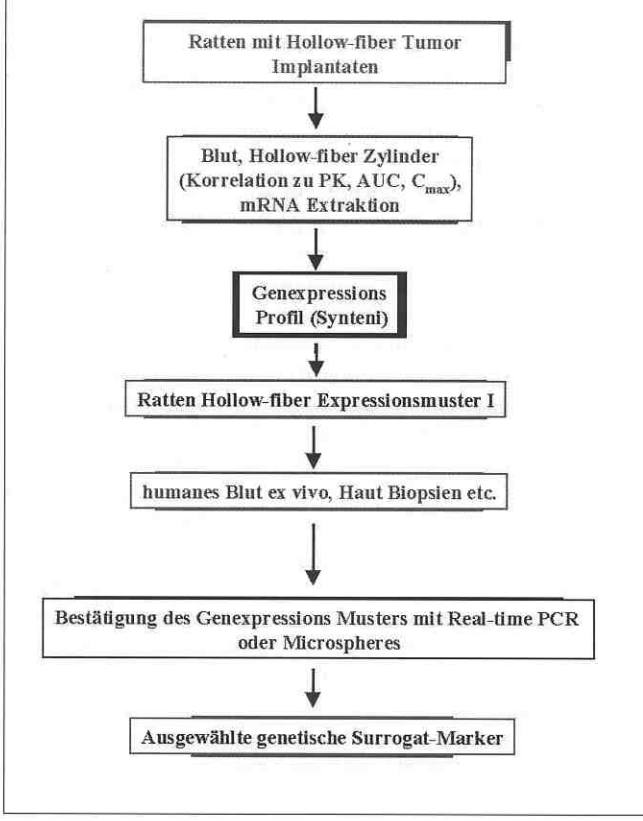 Ratten mit Hollow-fiber Tumor
Implantaten
Blut, Hollow-fiber Zylinder
(Korrelation zu PK, AUC, Cmax),
mRNA Extraktion
Genexpressions
Profil (Synteni)
Ratten Hollow-fiber Expressionsmuster I
humanes Blut ex vivo, Haut Biopsien etc.
Bestätigung des Genexpressions Musters mit Real-time PCR
oder Microspheres
Ausgewählte genetische Surrogat-Marker